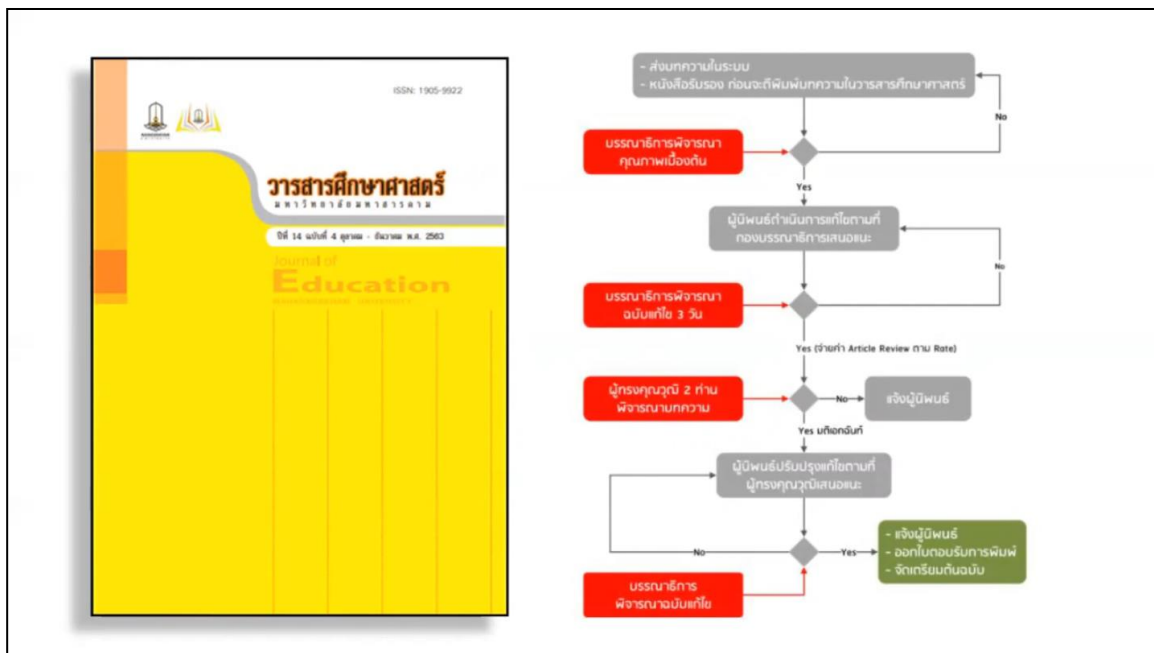 ISSN: 1905-9922
วารสารศึกษาศาสตร์
มหาวิทยาลัยมหาสารคาม
ปีที่ 14 ฉบับที่ 4 ตุลาคม - ธันวาคม พ.ศ. 2563
Journal of
Education
MAHASARAKHAM UNIVERSITY
- ส่งบทความในระบบ
- หนังสือรับรอง ก่อนจะตีพิมพ์บทความในวารสารศึกษาศาสตร์
No
บรรณาธิการพิจารณา
คุณภาพเบื้องต้น
Yes
ผู้นิพนธ์ดำเนินการแก้ไขตามที่
กองบรรณาธิการเสนอแนะ
No
บรรณาธิการพิจารณา
ฉบับแก้ไข 3 วัน
Yes (จ่ายค่า Article Review ตาม Rate)
ผู้ทรงคุณวุฒิ 2 ท่าน
พิจารณาบทความ
No
แจ้งผู้นิพนธ์
Yes มติเอกฉันท์
ผู้นิพนธ์ปรับปรุงแก้ไขตามที่
ผู้ทรงคุณวุฒิเสนอแนะ
No
Yes
- แจ้งผู้นิพนธ์
- ออกใบตอบรับการพิมพ์
- จัดเตรียมต้นฉบับ
บรรณาธิการ
พิจารณาฉบับแก้ไข